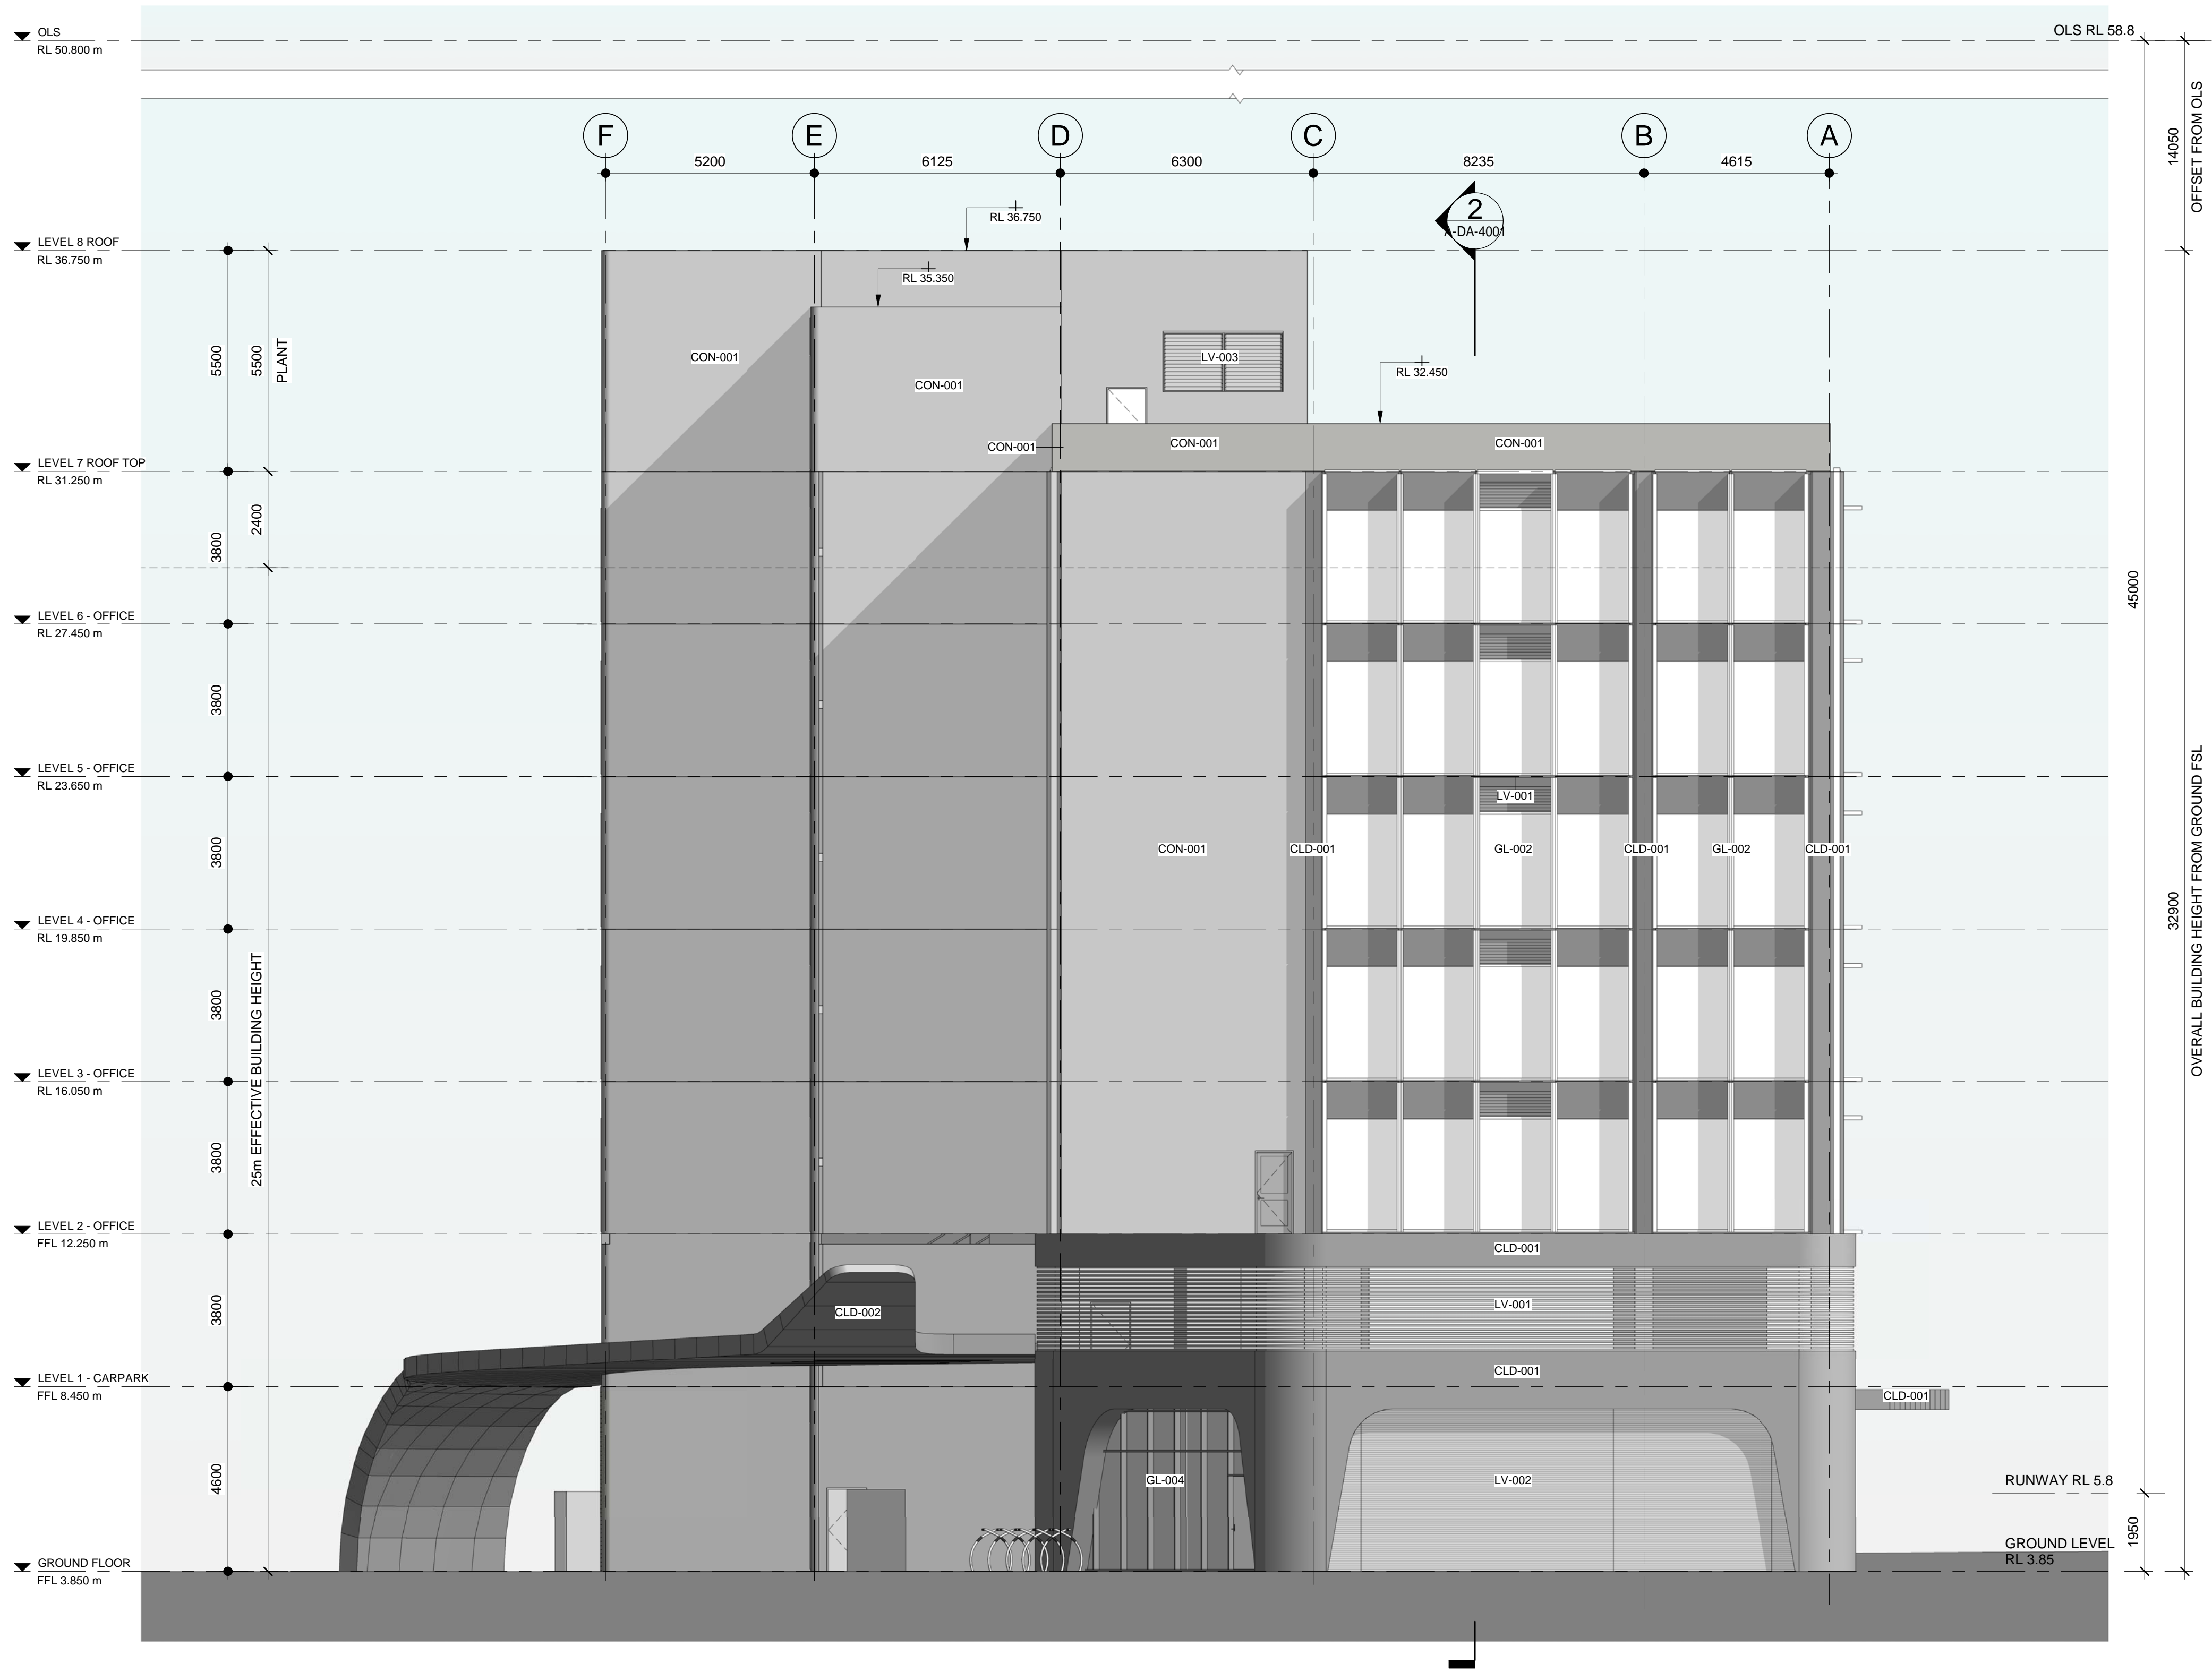 OLS
RL 50.800 m
OLS RL 58.8
F
E
D
C
B
A
5200
6125
6300
8235
4615
14050
OFFSET FROM OLS
RL 36.750
2
A-DA-4001
LEVEL 8 ROOF
RL 36.750 m
RL 35.350
5500
5500
PLANT
CON-001
LV-003
CON-001
RL 32.450
CON-001
CON-001
CON-001
LEVEL 7 ROOF TOP
RL 31.250 m
2400
3800
45000
LEVEL 6 - OFFICE
RL 27.450 m
3800
LEVEL 5 - OFFICE
RL 23.650 m
LV-001
3800
CON-001
CLD-001
GL-002
CLD-001
GL-002
CLD-001
32900
OVERALL BUILDING HEIGHT FROM GROUND FSL
LEVEL 4 - OFFICE
RL 19.850 m
3800
25m EFFECTIVE BUILDING HEIGHT
LEVEL 3 - OFFICE
RL 16.050 m
3800
LEVEL 2 - OFFICE
FFL 12.250 m
CLD-001
3800
CLD-002
LV-001
LEVEL 1 - CARPARK
FFL 8.450 m
CLD-001
CLD-001
4600
GL-004
LV-002
RUNWAY RL 5.8
1950
GROUND LEVEL
RL 3.85
GROUND FLOOR
FFL 3.850 m